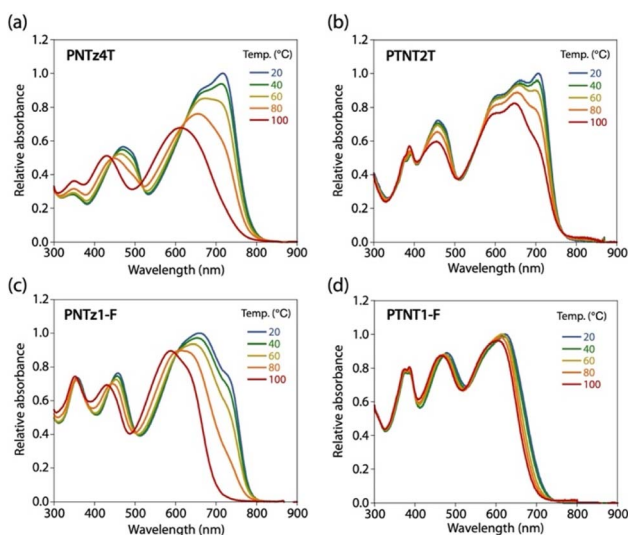 (a)
PNTz4T
Temp. (°C)
20
40
60
80
100
1.2
1.0
0.8
0.6
0.4
0.2
0.0
Relative absorbance
300 400 500 600 700 800 900
Wavelength (nm)
(b)
PTNT2T
Temp. (°C)
20
40
60
80
100
1.2
1.0
0.8
0.6
0.4
0.2
0.0
Relative absorbance
300 400 500 600 700 800 900
Wavelength (nm)
(c)
PNTz1-F
Temp. (°C)
20
40
60
80
100
1.2
1.0
0.8
0.6
0.4
0.2
0.0
Relative absorbance
300 400 500 600 700 800 900
Wavelength (nm)
(d)
PTNT1-F
Temp. (°C)
20
40
60
80
100
1.2
1.0
0.8
0.6
0.4
0.2
0.0
Relative absorbance
300 400 500 600 700 800 900
Wavelength (nm)